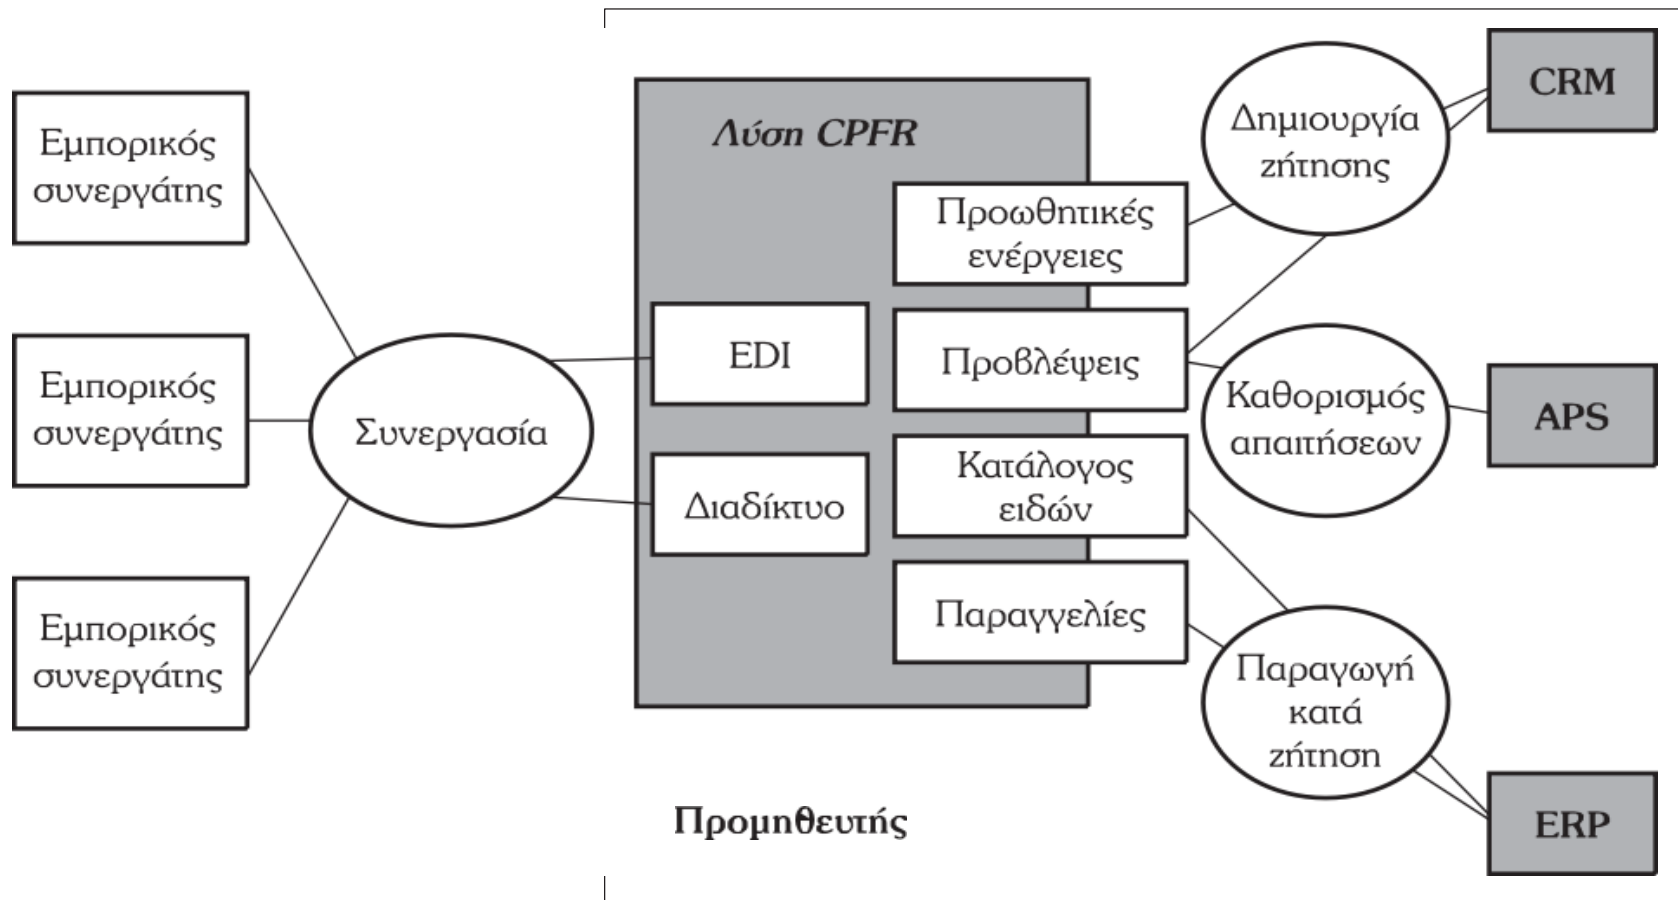 Εμπορικός
συνεργάτης
Εμπορικός
συνεργάτης
Εμπορικός
συνεργάτης
Συνεργασία
Λύση CPFR
EDI
Διαδίκτυο
Προωθητικές
ενέργειες
Προβλέψεις
Κατάλογος
ειδών
Παραγγελίες
Δημιουργία
ζήτησης
Καθορισμός
απαιτήσεων
Παραγωγή
κατά
ζήτηση
CRM
APS
ERP
Προμηθευτής